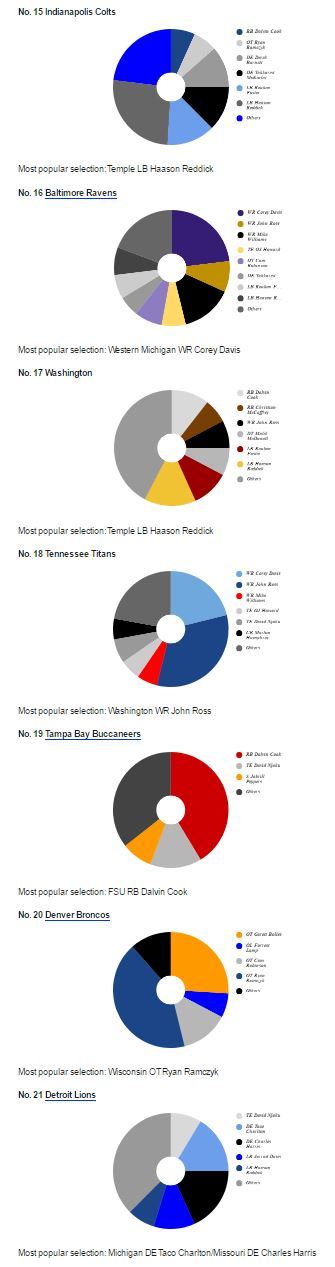 No. 15 Indianapolis Colts
RB Dalvin Cook
OT Ryan
Ramczyk
DE Derek
Barnett
DE Takkarist
McKinley
LB Reuben
Foster
LB Haason
Reddick
Others
Most popular selection: Temple LB Haason Reddick
No. 16 Baltimore Ravens
WR Corey Davis
WR John Ross
WR Mike
Williams
TE OJ Howard
OT Cam
Robinson
DE Takkarist
LB Reuben F...
LB Haason R...
Others
Most popular selection: Western Michigan WR Corey Davis
No. 17 Washington
RB Dalvin
Cook
RB Christian
McCaffrey
WR John Ross
DT Malik
McDowell
LB Reuben
Foster
LB Haason
Reddick
Others
Most popular selection: Temple LB Haason Reddick
No. 18 Tennessee Titans
WR Corey Davis
WR John Ross
WR Mike
Williams
TE OJ Howard
TE David Njoku
CB Marlon
Humphrey
Others
Most popular selection: Washington WR John Ross
No. 19 Tampa Bay Buccaneers
RB Dalvin Cook
TE David Njoku
S Jabrill
Peppers
Others
Most popular selection: FSU RB Dalvin Cook
No. 20 Denver Broncos
OT Garett Bolles
OL Forrest
Lamp
OT Cam
Robinson
OT Ryan
Ramczyk
Others
Most popular selection: Wisconsin OT Ryan Ramczyk
No. 21 Detroit Lions
TE David Njoku
DE Taco
Charlton
DE Charles
Harris
LB Jarrad Davis
LB Haason
Reddick
Others
Most popular selection: Michigan DE Taco Charlton/Missouri DE Charles Harris